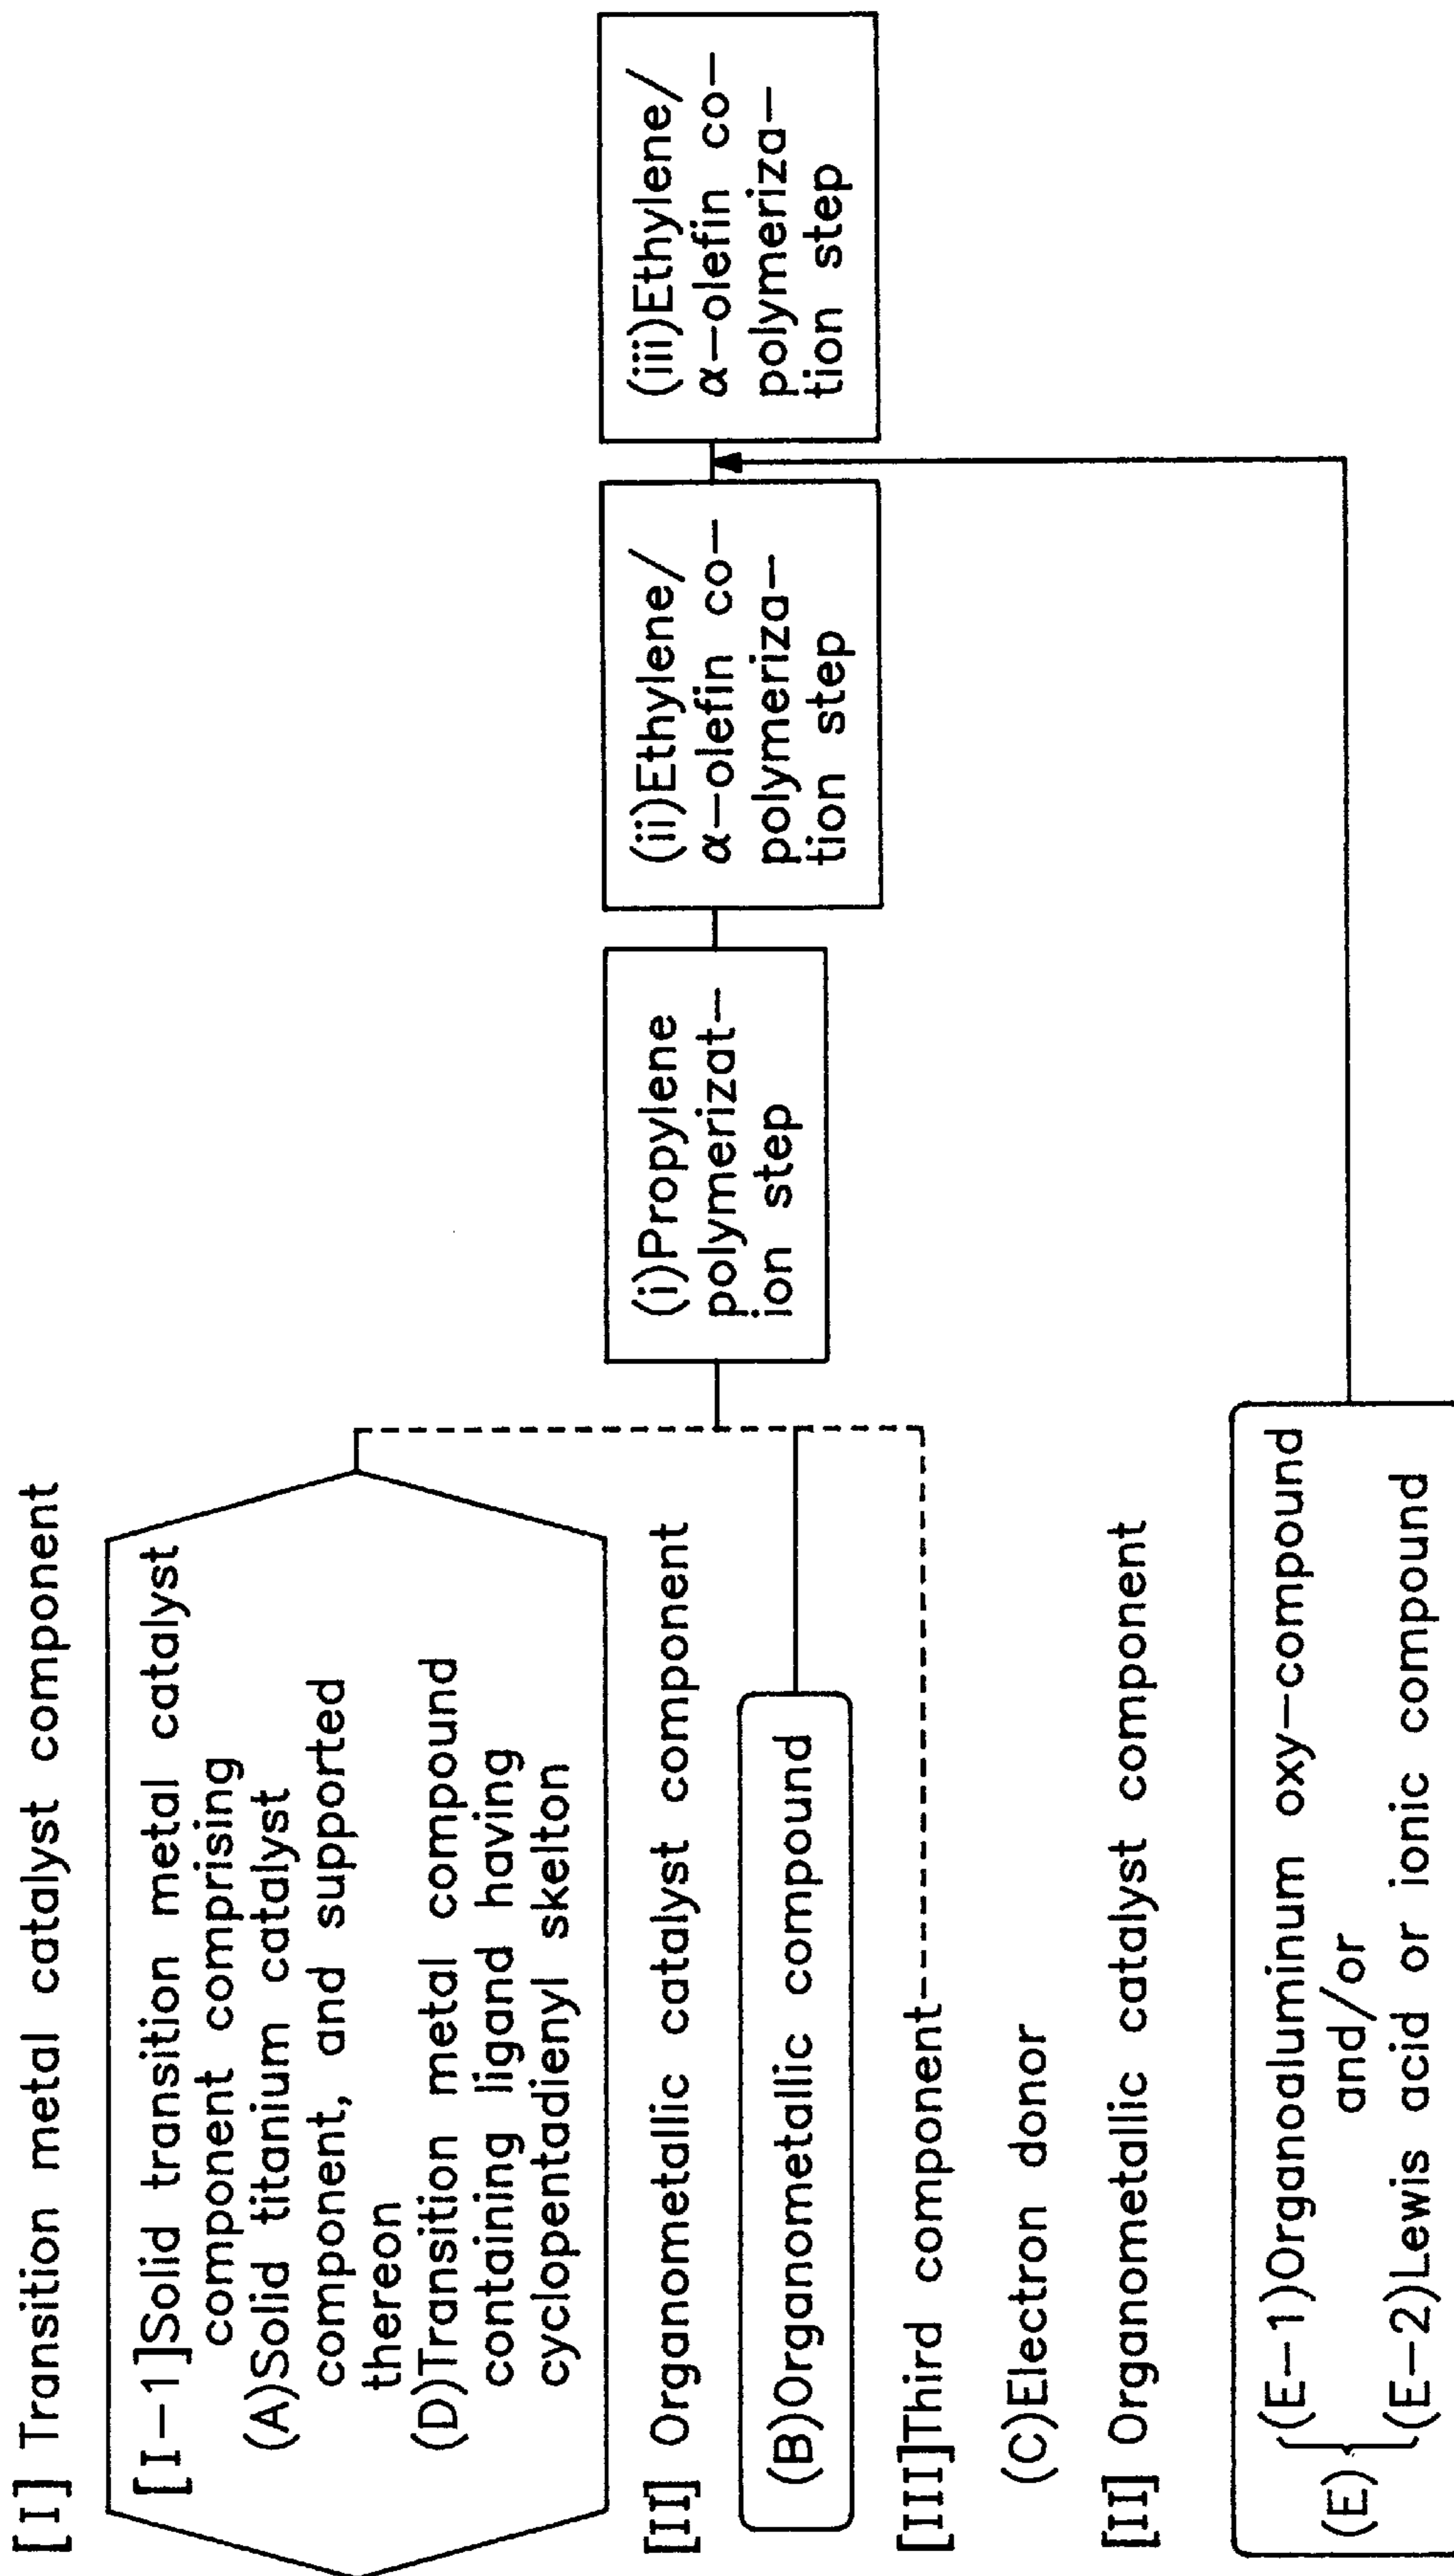 [I] Transition metal catalyst component
[I-1]Solid transition metal catalyst
component comprising
(A)Solid titanium catalyst
component, and supported
thereon
(D)Transition metal compound
containing ligand having
cyclopentadienyl skelton
[II] Organometallic catalyst component
(B)Organometallic compound
[III]Third component
(C)Electron donor
[II] Organometallic catalyst component
(E)
(E-1)Organoaluminum oxy-compound
and/or
(E-2)Lewis acid or ionic compound
(i)Propylene
polymerizat-
ion step
(ii)Ethylene/
α-olefin co-
polymeriza-
tion step
(iii)Ethylene/
α-olefin co-
polymeriza-
tion step